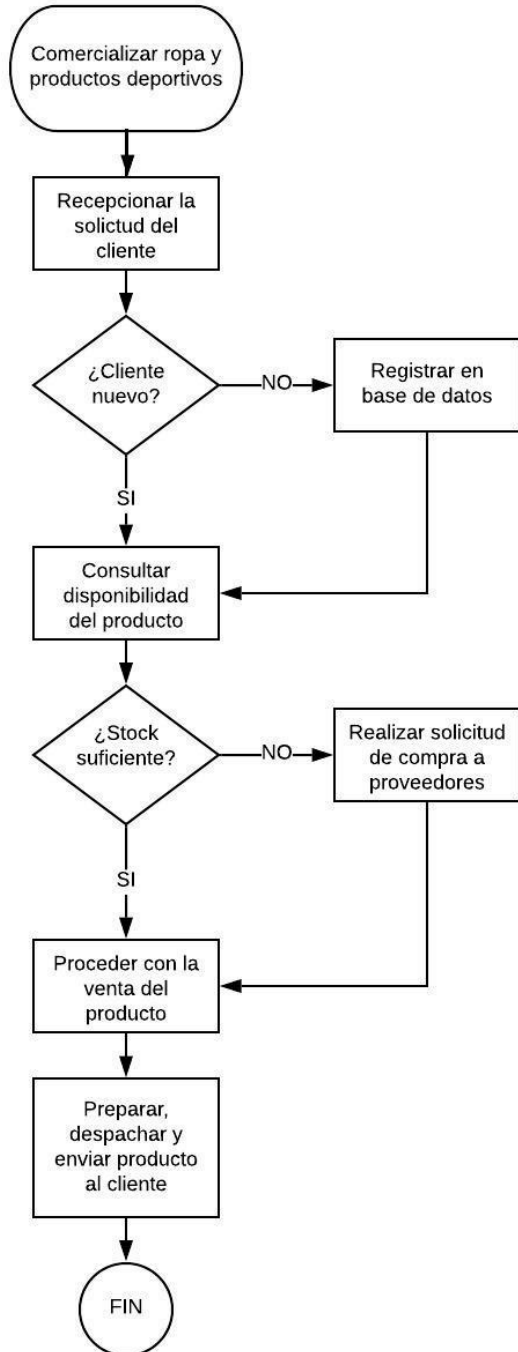 Comercializar ropa y
productos deportivos
Recepcionar la
solictud del
cliente
¿Cliente
nuevo?
NO
Registrar en
base de datos
SI
Consultar
disponibilidad
del producto
¿Stock
suficiente?
NO
Realizar solicitud
de compra a
proveedores
SI
Proceder con la
venta del
producto
Preparar,
despachar y
enviar producto
al cliente
FIN